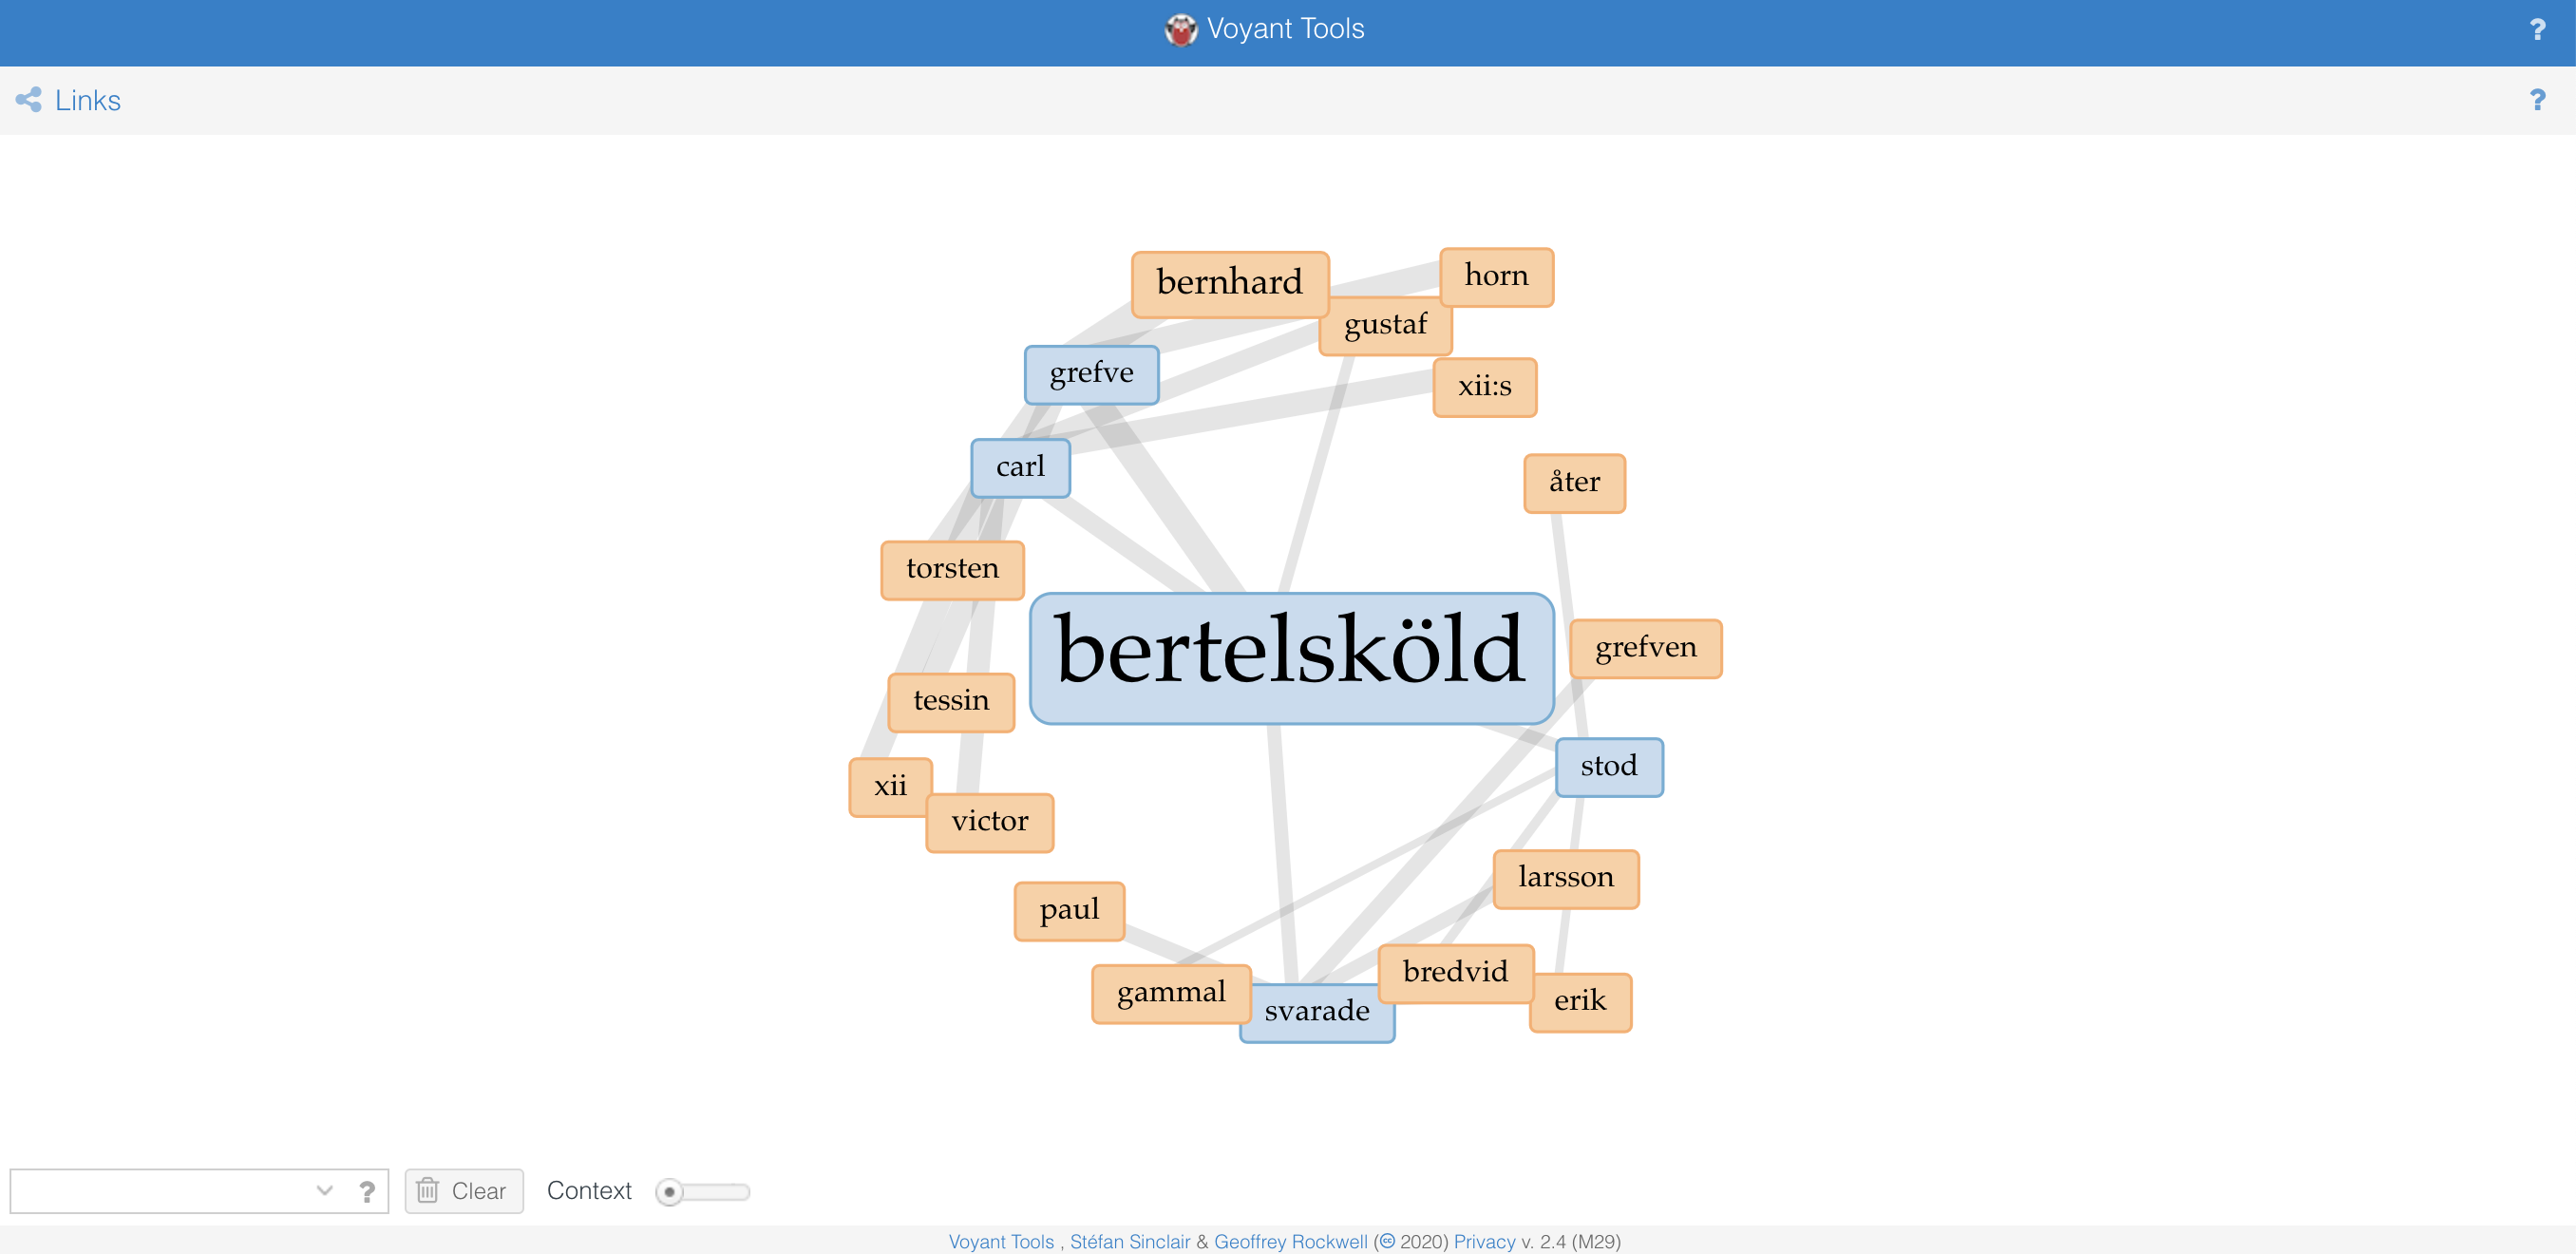 Voyant Tools ?
Links ?
bernhard
horn
gustaf
grefve
xii:s
carl
åter
torsten
bertelsköld
grefven
tessin
stod
xii
victor
larsson
paul
bredvid
gammal
erik
svarade
? Clear Context
Voyant Tools , Stéfan Sinclair & Geoffrey Rockwell (cc 2020) Privacy v. 2.4 (M29)